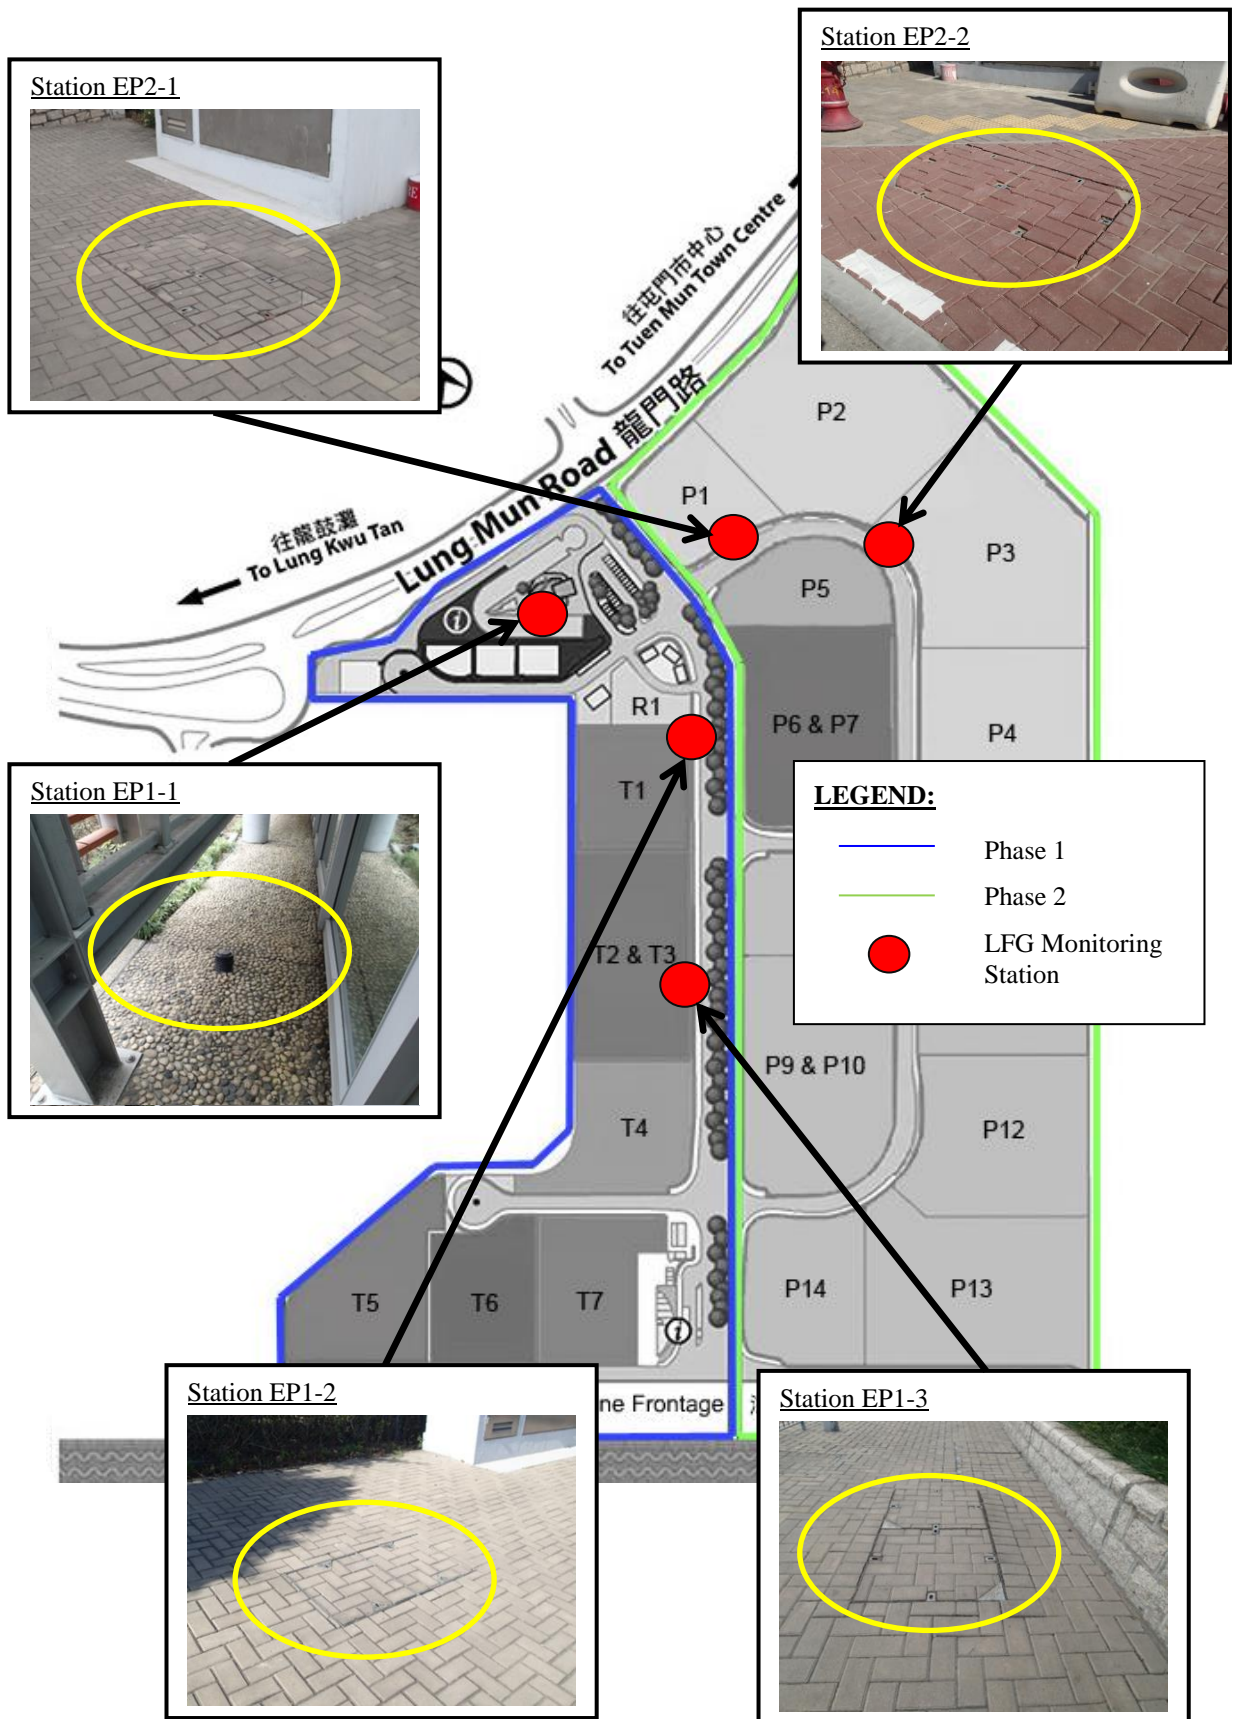 Station EP2-2
Station EP2-1
往屯門市中心
To Tuen Mun Town Centre
Lung Mun Road 龍門路
往龍鼓灘
To Lung Kwu Tan
P2
P1
P3
P5
R1
P6 & P7
P4
T1
Station EP1-1
LEGEND:
Phase 1
Phase 2
LFG Monitoring
Station
T2 & T3
P9 & P10
T4
P12
T5
T6
T7
P14
P13
Station EP1-2
ne Frontage
Station EP1-3